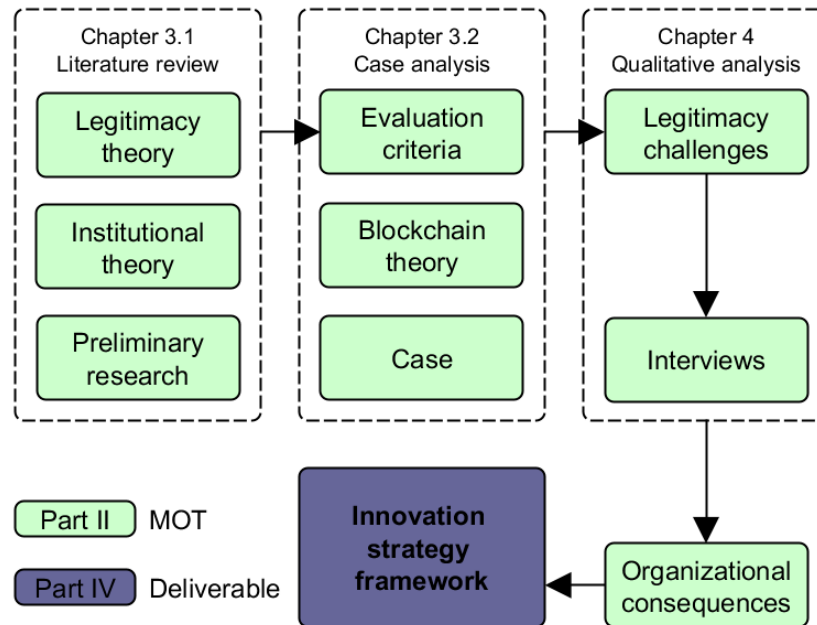 Chapter 3.1
Literature review
Legitimacy
theory
Institutional
theory
Preliminary
research
Chapter 3.2
Case analysis
Evaluation
criteria
Blockchain
theory
Case
Chapter 4
Qualitative analysis
Legitimacy
challenges
Interviews
Part II
MOT
Part IV
Deliverable
Innovation
strategy
framework
Organizational
consequences